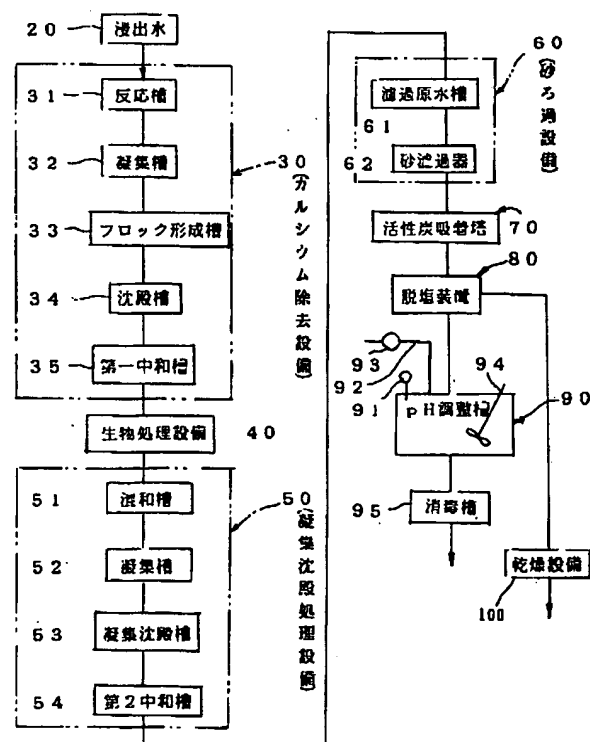 20 浸出水
31 反応槽
32 凝集槽
33 フロック形成槽
34 沈殿槽
35 第一中和槽
30(カルシウム除去設備)
生物処理設備 40
51 混和槽
52 凝集槽
53 凝集沈殿槽
54 第2中和槽
50(凝集沈殿処理設備)
濾過原水槽
61
62 砂濾過器
60(砂ろ過設備)
活性炭吸着塔 70
脱塩装置 80
93
92
91
94
pH調整槽 90
95 消毒槽
乾燥設備
100